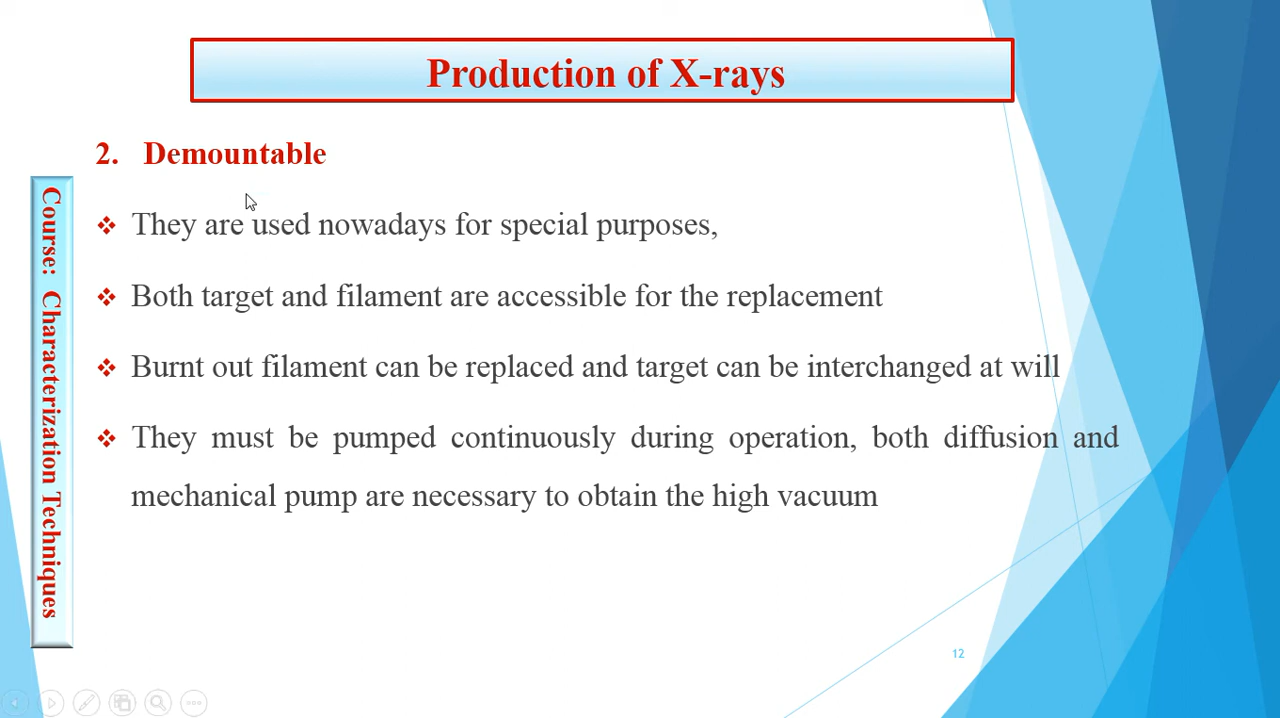 Production of X-rays
2. Demountable
They are used nowadays for special purposes,
Both target and filament are accessible for the replacement
Burnt out filament can be replaced and target can be interchanged at will
They must be pumped continuously during operation, both diffusion and
mechanical pump are necessary to obtain the high vacuum
Course: Characterization Techniques
12